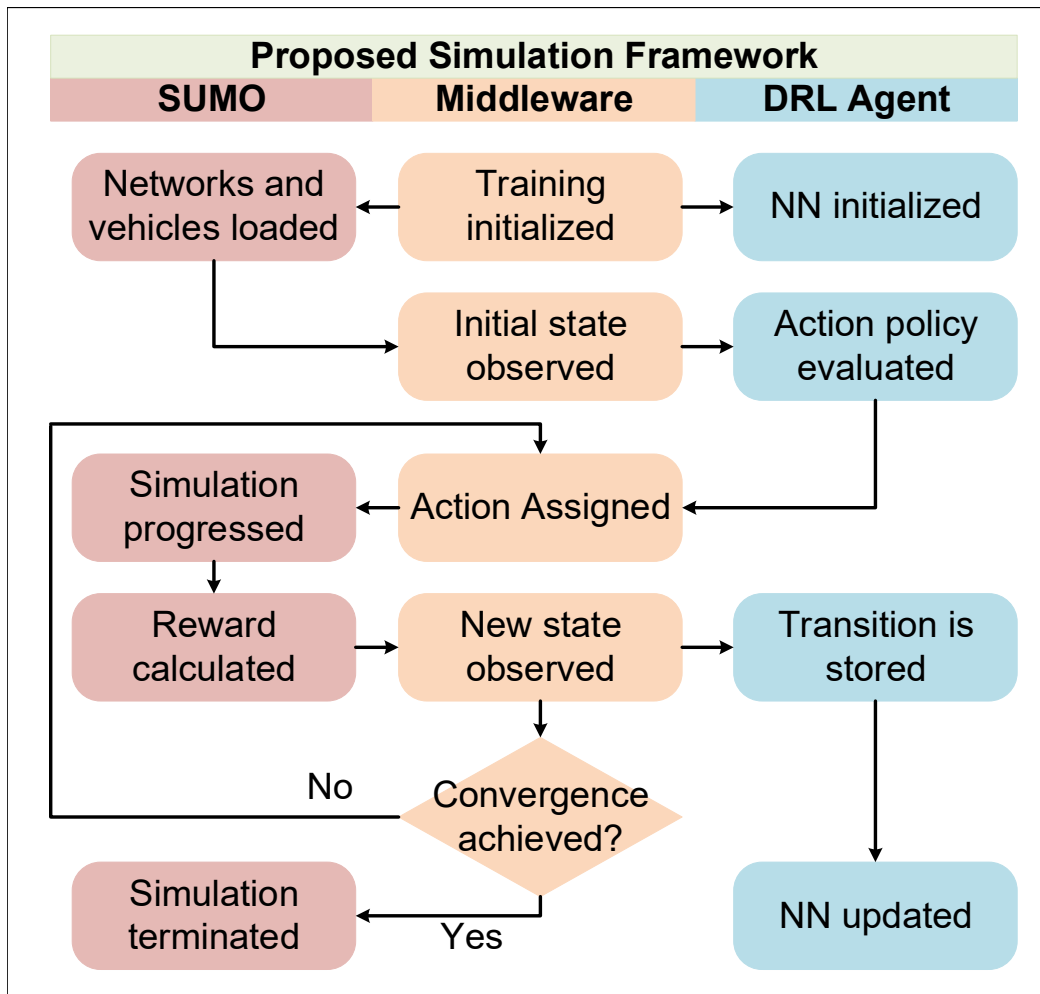 Proposed Simulation Framework
SUMO
Middleware
DRL Agent
Networks and
vehicles loaded
Training
initialized
NN initialized
Initial state
observed
Action policy
evaluated
Simulation
progressed
Action Assigned
Reward
calculated
New state
observed
Transition is
stored
No
Convergence
achieved?
Simulation
terminated
Yes
NN updated